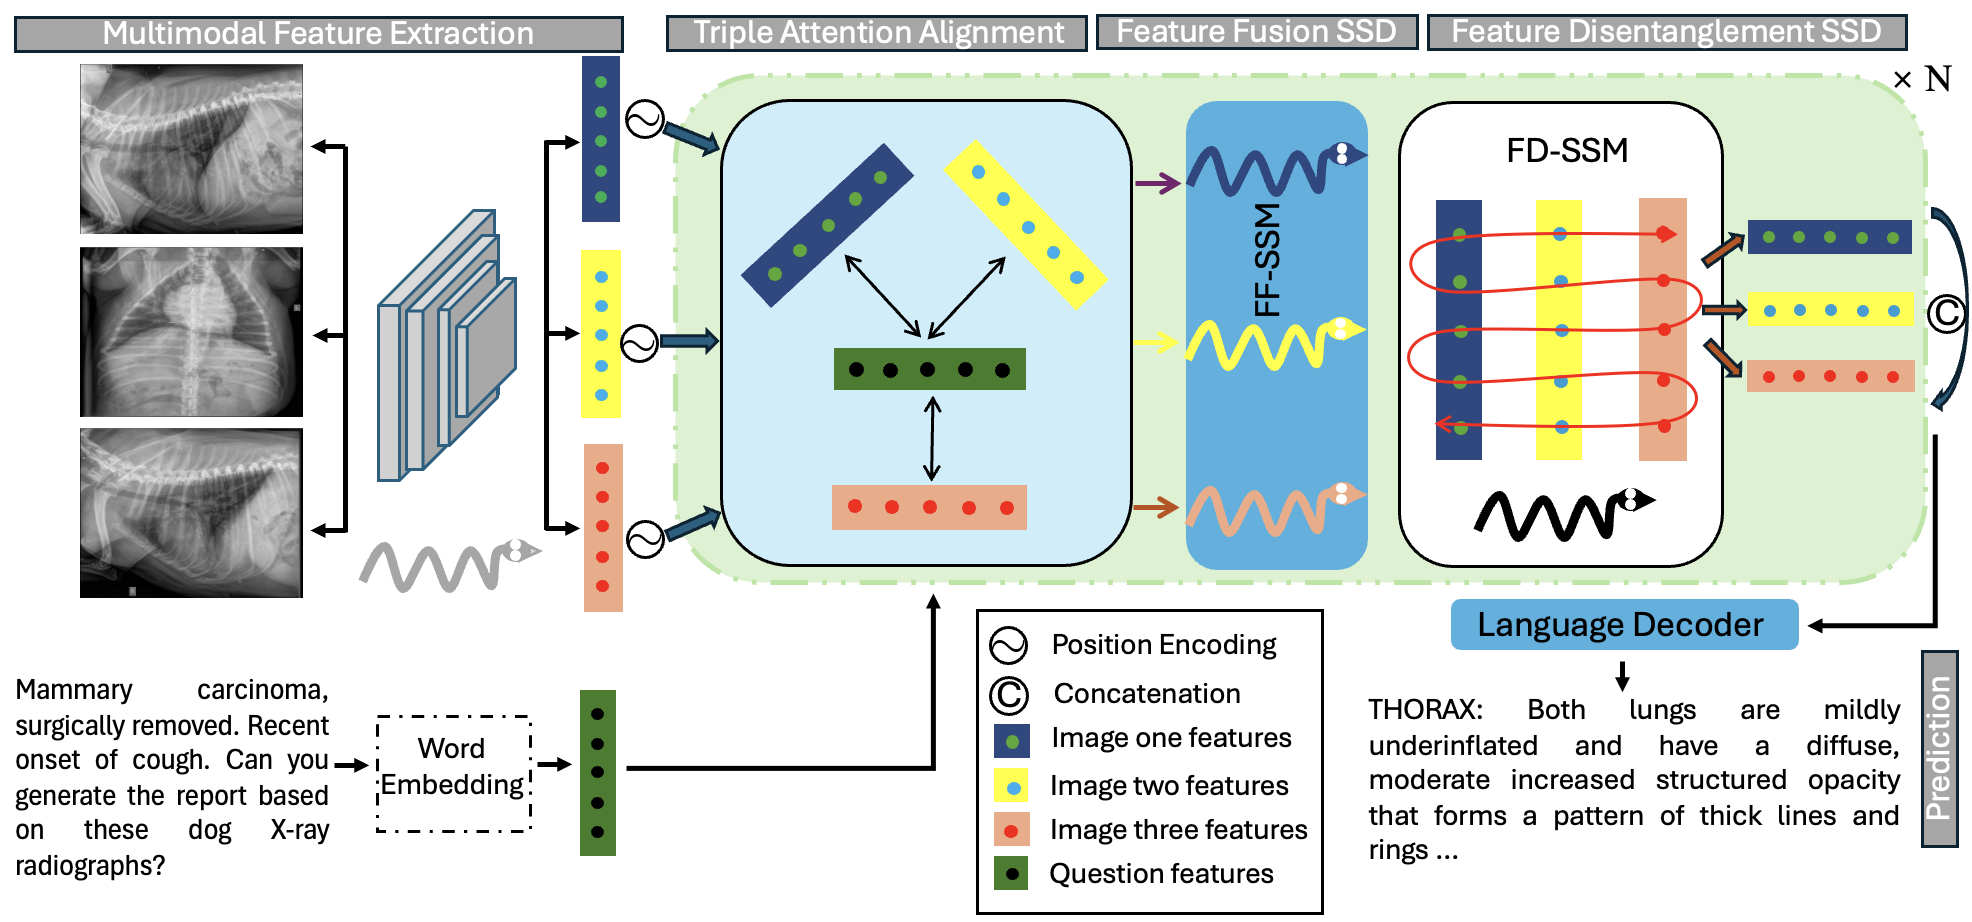 Multimodal Feature Extraction
Triple Attention Alignment
Feature Fusion SSD
Feature Disentanglement SSD
× N
FF-SSM
FD-SSM
C
Mammary carcinoma,
surgically removed. Recent
onset of cough. Can you
generate the report based
on these dog X-ray
radiographs?
Word
Embedding
Position Encoding
C Concatenation
Image one features
Image two features
Image three features
Question features
Language Decoder
THORAX: Both lungs are mildly
underinflated and have a diffuse,
moderate increased structured opacity
that forms a pattern of thick lines and
rings ...
Prediction